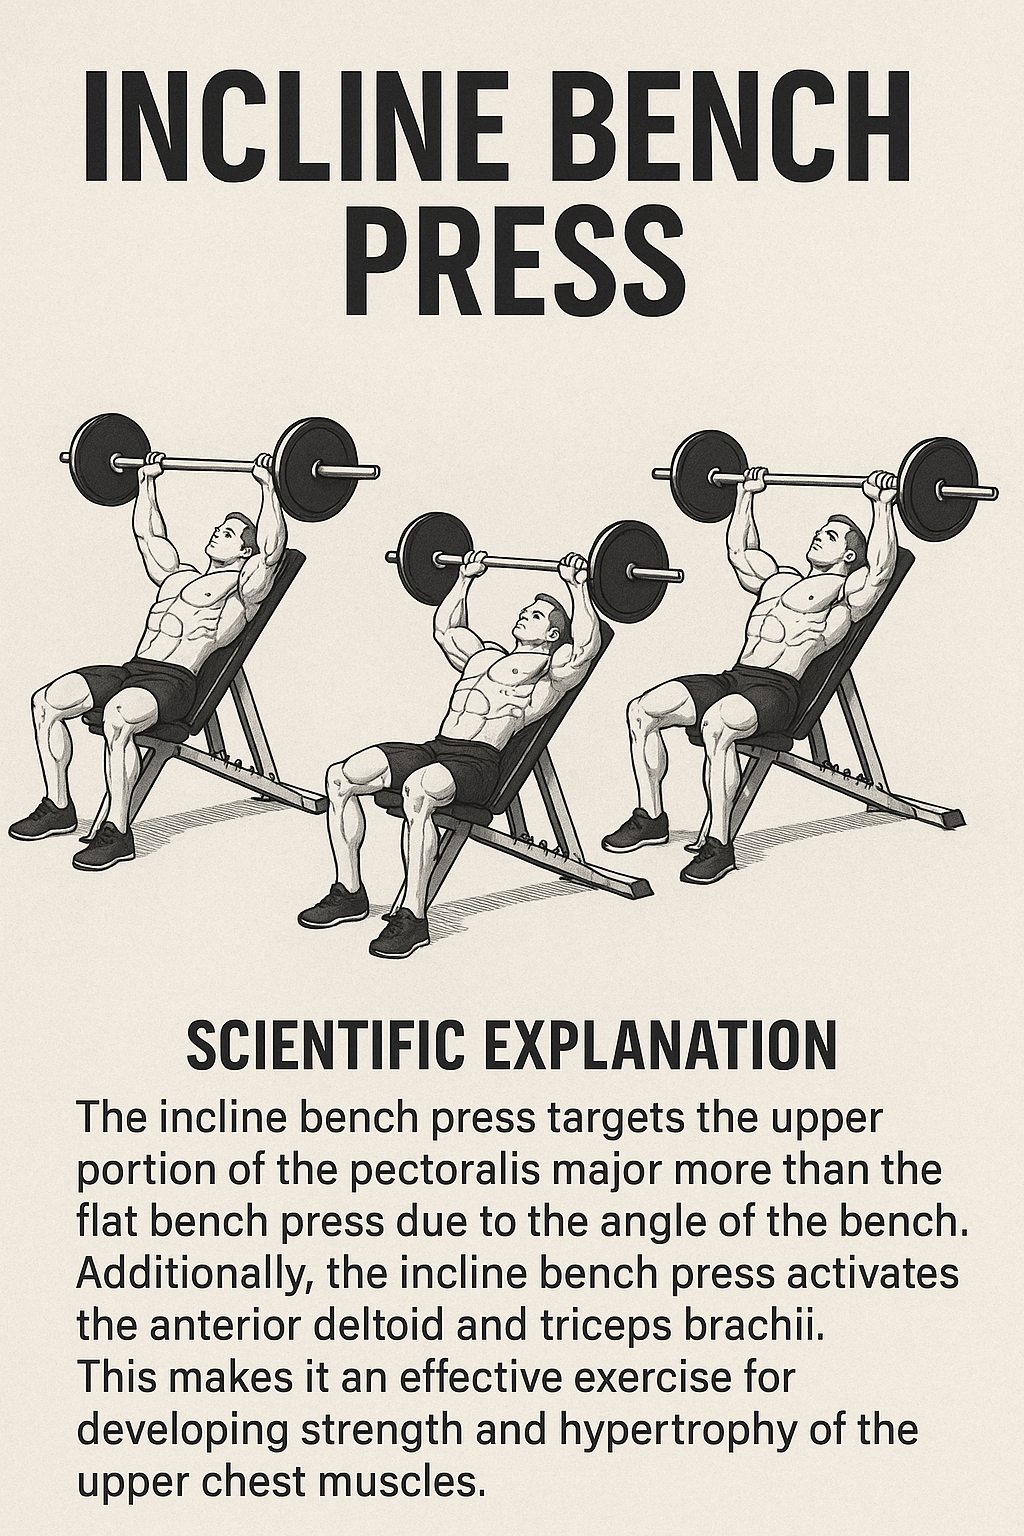 INCLINE BENCH
PRESS
SCIENTIFIC EXPLANATION
The incline bench press targets the upper
portion of the pectoralis major more than the
flat bench press due to the angle of the bench.
Additionally, the incline bench press activates
the anterior deltoid and triceps brachii.
This makes it an effective exercise for
developing strength and hypertrophy of the
upper chest muscles.